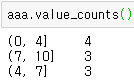 aaa.value_counts()
(0, 4]     4
(7, 10]    3
(4, 7]     3